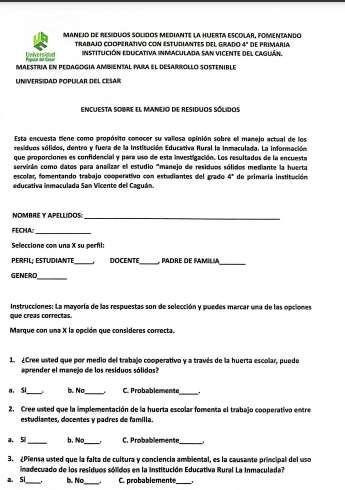 MANEJO DE RESIDUOS SOLIDOS MEDIANTE LA HUERTA ESCOLAR, FOMENTANDO
TRABAJO COOPERATIVO CON ESTUDIANTES DEL GRADO 4° DE PRIMARIA
INSTITUCIÓN EDUCATIVA INMACULADA SAN VICENTE DEL CAGUÁN.
Universidad
Popular del Cesar
MAESTRIA EN PEDAGOGIA AMBIENTAL PARA EL DESARROLLO SOSTENIBLE
UNIVERSIDAD POPULAR DEL CESAR
ENCUESTA SOBRE EL MANEJO DE RESIDUOS SÓLIDOS
Esta encuesta tiene como propósito conocer su valiosa opinión sobre el manejo actual de los
residuos sólidos, dentro y fuera de la Institución Educativa Rural la Inmaculada. La información
que proporciones es confidencial y para uso de esta investigación. Los resultados de la encuesta
servirán como datos para analizar el estudio “manejo de residuos sólidos mediante la huerta
escolar, fomentando trabajo cooperativo con estudiantes del grado 4° de primaria institución
educativa inmaculada San Vicente del Caguán.
NOMBRE Y APELLIDOS:
FECHA:
Seleccione con una X su perfil:
PERFIL; ESTUDIANTE_____, DOCENTE_____, PADRE DE FAMILIA_______
GENERO________
Instrucciones: La mayoría de las respuestas son de selección y puedes marcar una de las opciones
que creas correctas.
Marque con una X la opción que consideres correcta.
1. ¿Cree usted que por medio del trabajo cooperativo y a través de la huerta escolar, puede
aprender el manejo de los residuos sólidos?
a. Si____. b. No____. C. Probablemente_____.
2. Cree usted que la implementación de la huerta escolar fomenta el trabajo cooperativo entre
estudiantes, docentes y padres de familia.
a. Si _____ b. No____. C. Probablemente______.
3. ¿Piensa usted que la falta de cultura y conciencia ambiental, es la causante principal del uso
inadecuado de los residuos sólidos en la Institución Educativa Rural La Inmaculada?
a. Si____. b. No____. C. probablemente____.